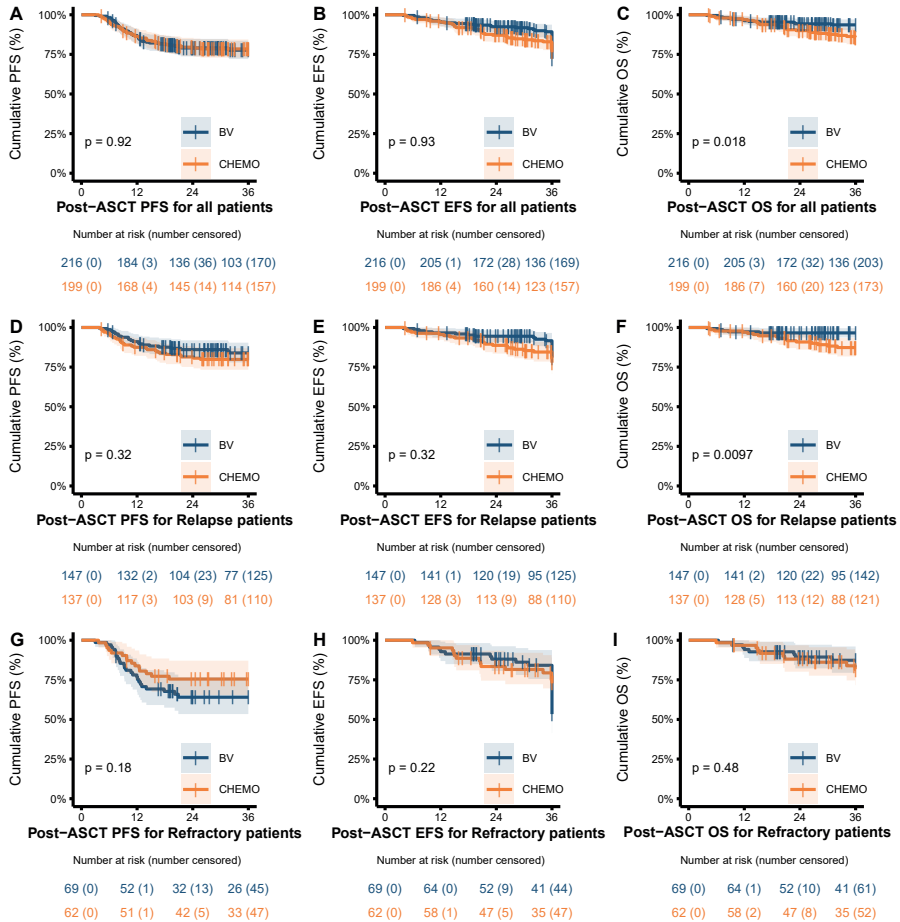 A
Cumulative PFS (%)
100%
75%
50%
25%
0%
p = 0.92
BV
CHEMO
0 12 24 36
Post−ASCT PFS for all patients
Number at risk (number censored)
216 (0) 184 (3) 136 (36) 103 (170)
199 (0) 168 (4) 145 (14) 114 (157)
B
Cumulative EFS (%)
100%
75%
50%
25%
0%
p = 0.93
BV
CHEMO
0 12 24 36
Post−ASCT EFS for all patients
Number at risk (number censored)
216 (0) 205 (1) 172 (28) 136 (169)
199 (0) 186 (4) 160 (14) 123 (157)
C
Cumulative OS (%)
100%
75%
50%
25%
0%
p = 0.018
BV
CHEMO
0 12 24 36
Post−ASCT OS for all patients
Number at risk (number censored)
216 (0) 205 (3) 172 (32) 136 (203)
199 (0) 186 (7) 160 (20) 123 (173)
D
Cumulative PFS (%)
100%
75%
50%
25%
0%
p = 0.32
BV
CHEMO
0 12 24 36
Post−ASCT PFS for Relapse patients
Number at risk (number censored)
147 (0) 132 (2) 104 (23) 77 (125)
137 (0) 117 (3) 103 (9) 81 (110)
E
Cumulative EFS (%)
100%
75%
50%
25%
0%
p = 0.32
BV
CHEMO
0 12 24 36
Post−ASCT EFS for Relapse patients
Number at risk (number censored)
147 (0) 141 (1) 120 (19) 95 (125)
137 (0) 128 (3) 113 (9) 88 (110)
F
Cumulative OS (%)
100%
75%
50%
25%
0%
p = 0.0097
BV
CHEMO
0 12 24 36
Post−ASCT OS for Relapse patients
Number at risk (number censored)
147 (0) 141 (2) 120 (22) 95 (142)
137 (0) 128 (5) 113 (12) 88 (121)
G
Cumulative PFS (%)
100%
75%
50%
25%
0%
p = 0.18
BV
CHEMO
0 12 24 36
Post−ASCT PFS for Refractory patients
Number at risk (number censored)
69 (0) 52 (1) 32 (13) 26 (45)
62 (0) 51 (1) 42 (5) 33 (47)
H
Cumulative EFS (%)
100%
75%
50%
25%
0%
p = 0.22
BV
CHEMO
0 12 24 36
Post−ASCT EFS for Refractory patients
Number at risk (number censored)
69 (0) 64 (0) 52 (9) 41 (44)
62 (0) 58 (1) 47 (5) 35 (47)
I
Cumulative OS (%)
100%
75%
50%
25%
0%
p = 0.48
BV
CHEMO
0 12 24 36
Post−ASCT OS for Refractory patients
Number at risk (number censored)
69 (0) 64 (1) 52 (10) 41 (61)
62 (0) 58 (2) 47 (8) 35 (52)